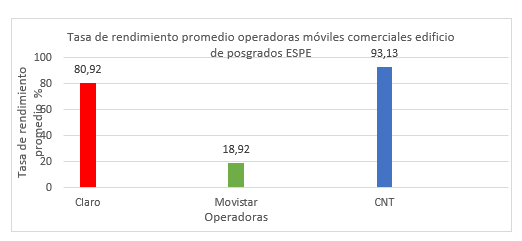 Tasa de rendimiento promedio operadoras móviles comerciales edificio
de posgrados ESPE
Tasa de rendimiento
promedio %
100
80
60
40
20
0
80,92
18,92
93,13
Claro
Movistar
CNT
Operadoras